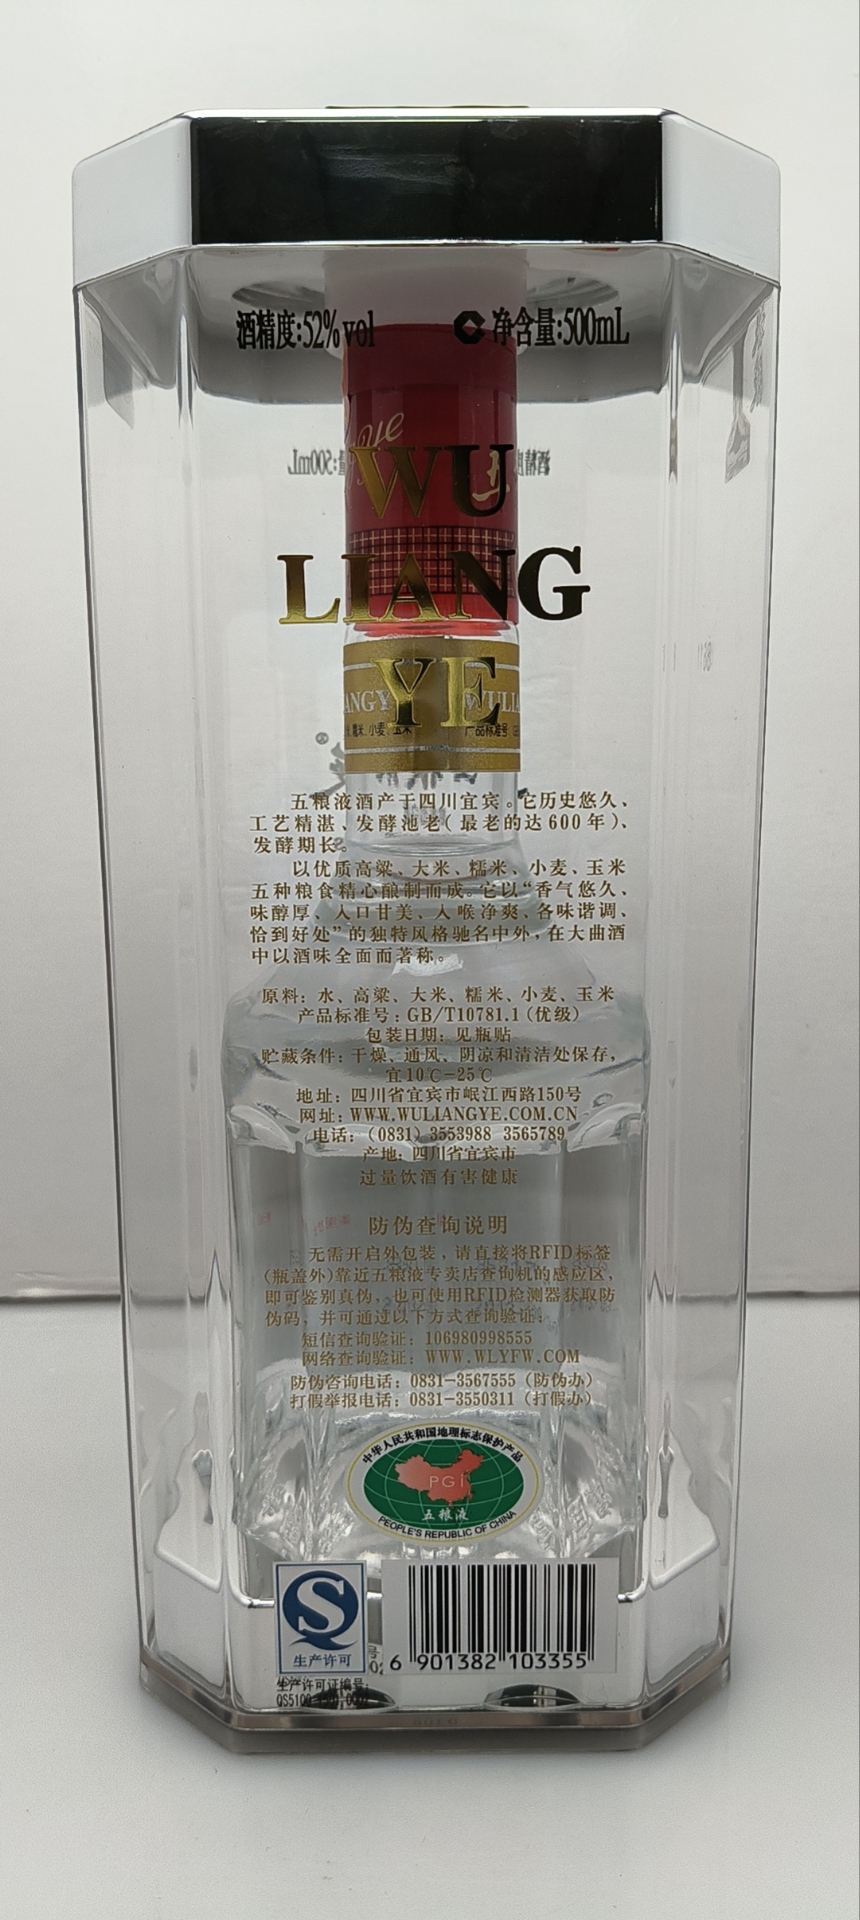 酒精度:52%vol 净含量:500mL
WU
LIANG
YE
五粮液酒产于四川宜宾。它历史悠久、
工艺精湛、发酵池老(最老的达600年)、
发酵期长。
以优质高粱、大米、糯米、小麦、玉米
五种粮食精心酿制而成。它以“香气悠久、
味醇厚、入口甘美、入喉净爽、各味谐调、
恰到好处”的独特风格驰名中外,在大曲酒
中以酒味全面而著称。
原料: 水、高粱、大米、糯米、小麦、玉米
产品标准号:GB/T10781.1(优级)
包装日期: 见瓶贴
贮藏条件:干燥、通风、阴凉和清洁处保存,
宜10℃-25℃
地址: 四川省宜宾市岷江西路150号
网址:WWW.WULIANGYE.COM.CN
电话: (0831) 3553988 3565789
产地: 四川省宜宾市
过量饮酒有害健康
防伪查询说明
无需开启外包装,请直接将RFID标签
(瓶盖外)靠近五粮液专卖店查询机的感应区,
即可鉴别真伪,也可使用RFID检测器获取防
伪码,并可通过以下方式查询验证:
短信查询验证: 106980998555
网络查询验证: WWW.WLYFW.COM
防伪咨询电话: 0831-3567555 (防伪办)
打假举报电话: 0831-3550311 (打假办)
中华人民共和国地理标志保护产品
PGI
五粮液
PEOPLE'S REPUBLIC OF CHINA
生产许可
6 901382 103355
生产许可证编号: